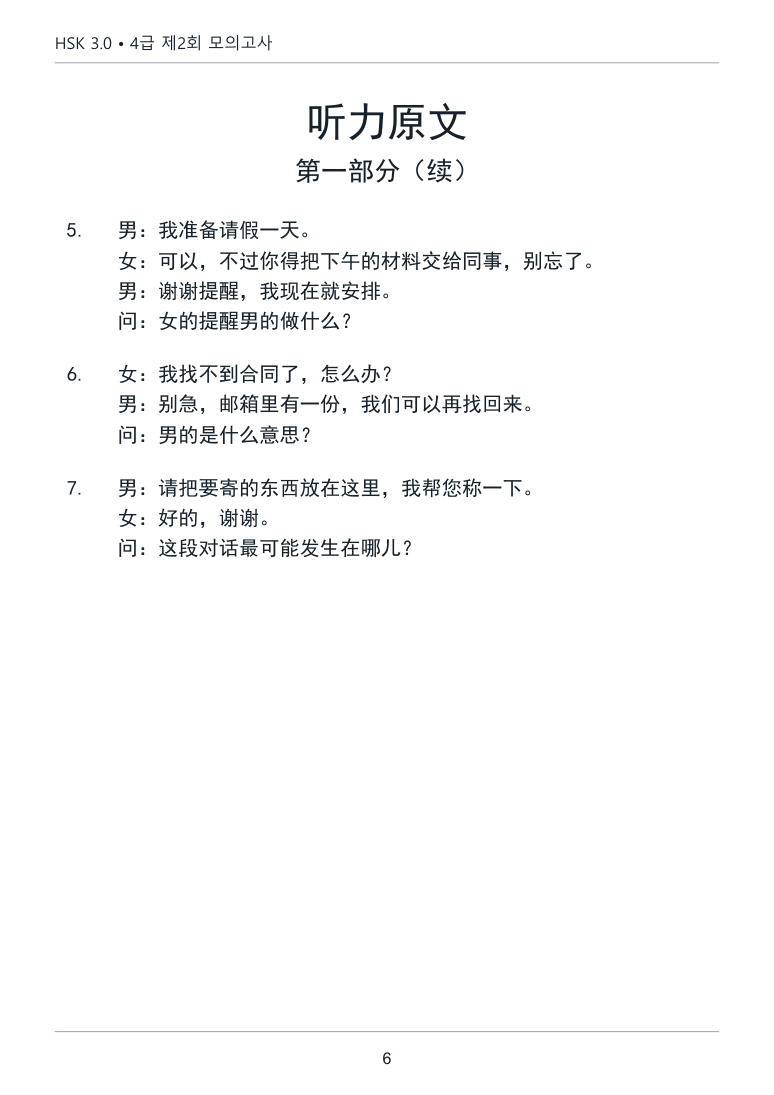 HSK 3.0 • 4급 제2회 모의고사
听力原文
第一部分（续）
5. 男：我准备请假一天。
女：可以，不过你得把下午的材料交给同事，别忘了。
男：谢谢提醒，我现在就安排。
问：女的提醒男的做什么？
6. 女：我找不到合同了，怎么办？
男：别急，邮箱里有一份，我们可以再找回来。
问：男的是什么意思？
7. 男：请把要寄的东西放在这里，我帮您称一下。
女：好的，谢谢。
问：这段对话最可能发生在哪儿？
6